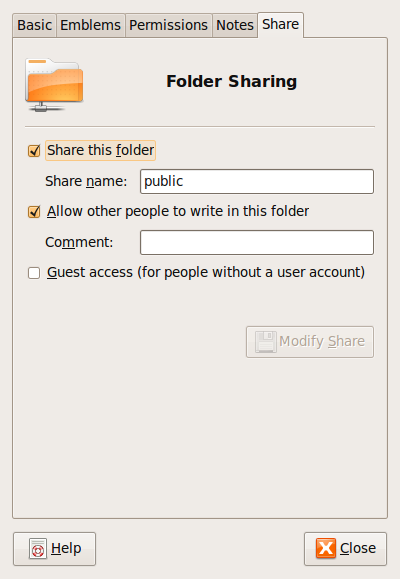 Basic Emblems Permissions Notes Share
Folder Sharing
Share this folder
Share name: public
Allow other people to write in this folder
Comment:
Guest access (for people without a user account)
Modify Share
Help Close